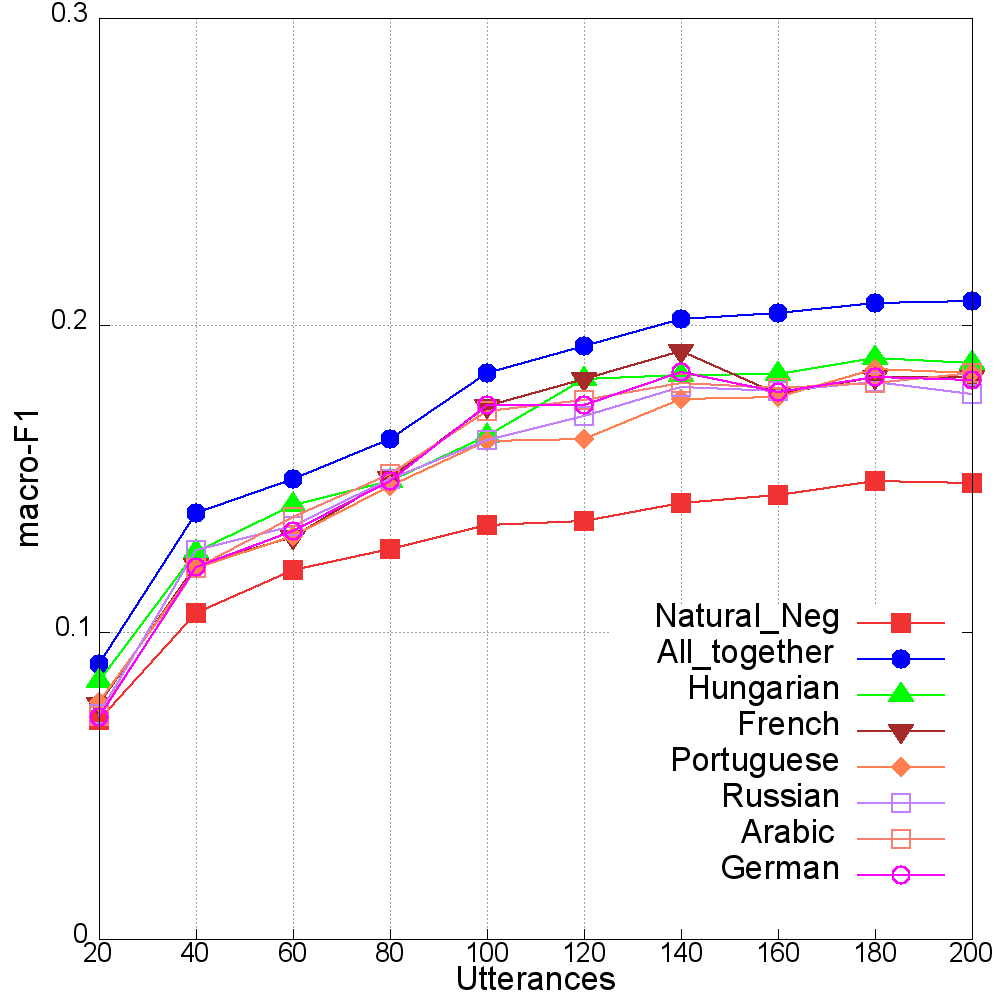 0.3
0.2
0.1
0
macro-F1
Natural_Neg
All_together
Hungarian
French
Portuguese
Russian
Arabic
German
20 40 60 80 100 120 140 160 180 200
Utterances